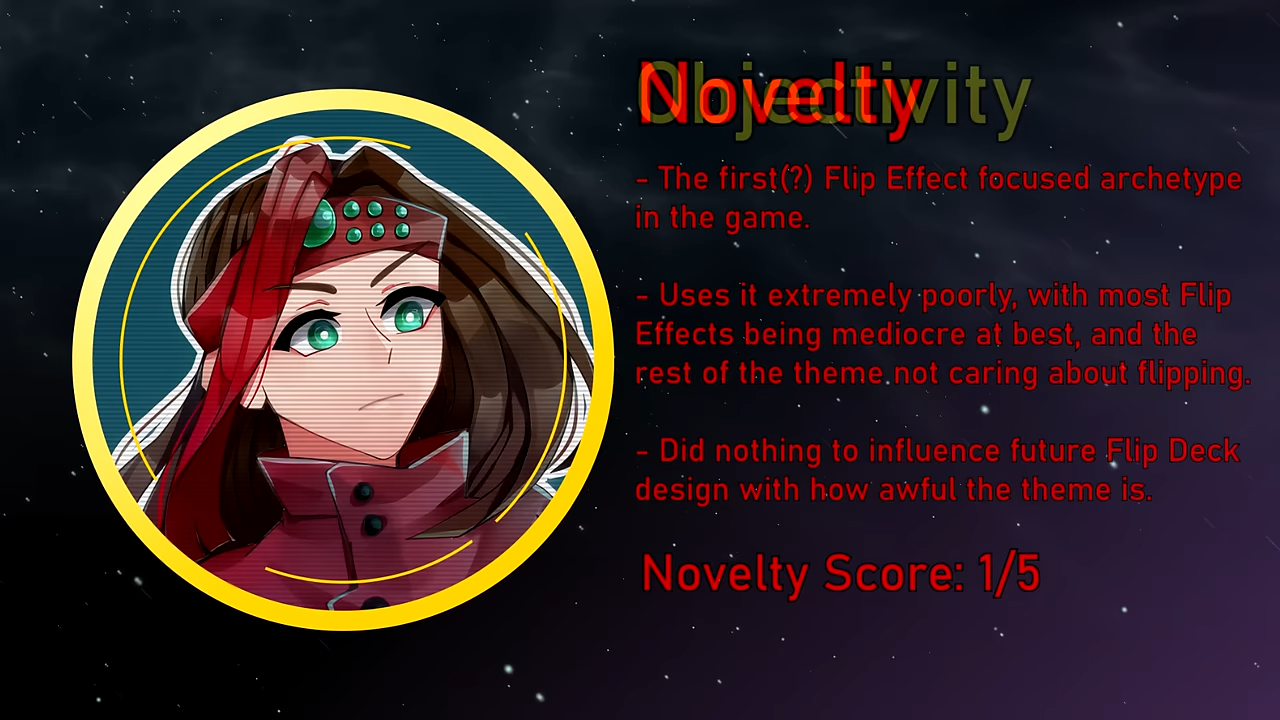 Novelty
Objectivity
- The first(?) Flip Effect focused archetype
in the game.
- Uses it extremely poorly, with most Flip
Effects being mediocre at best, and the
rest of the theme not caring about flipping.
- Did nothing to influence future Flip Deck
design with how awful the theme is.
Novelty Score: 1/5